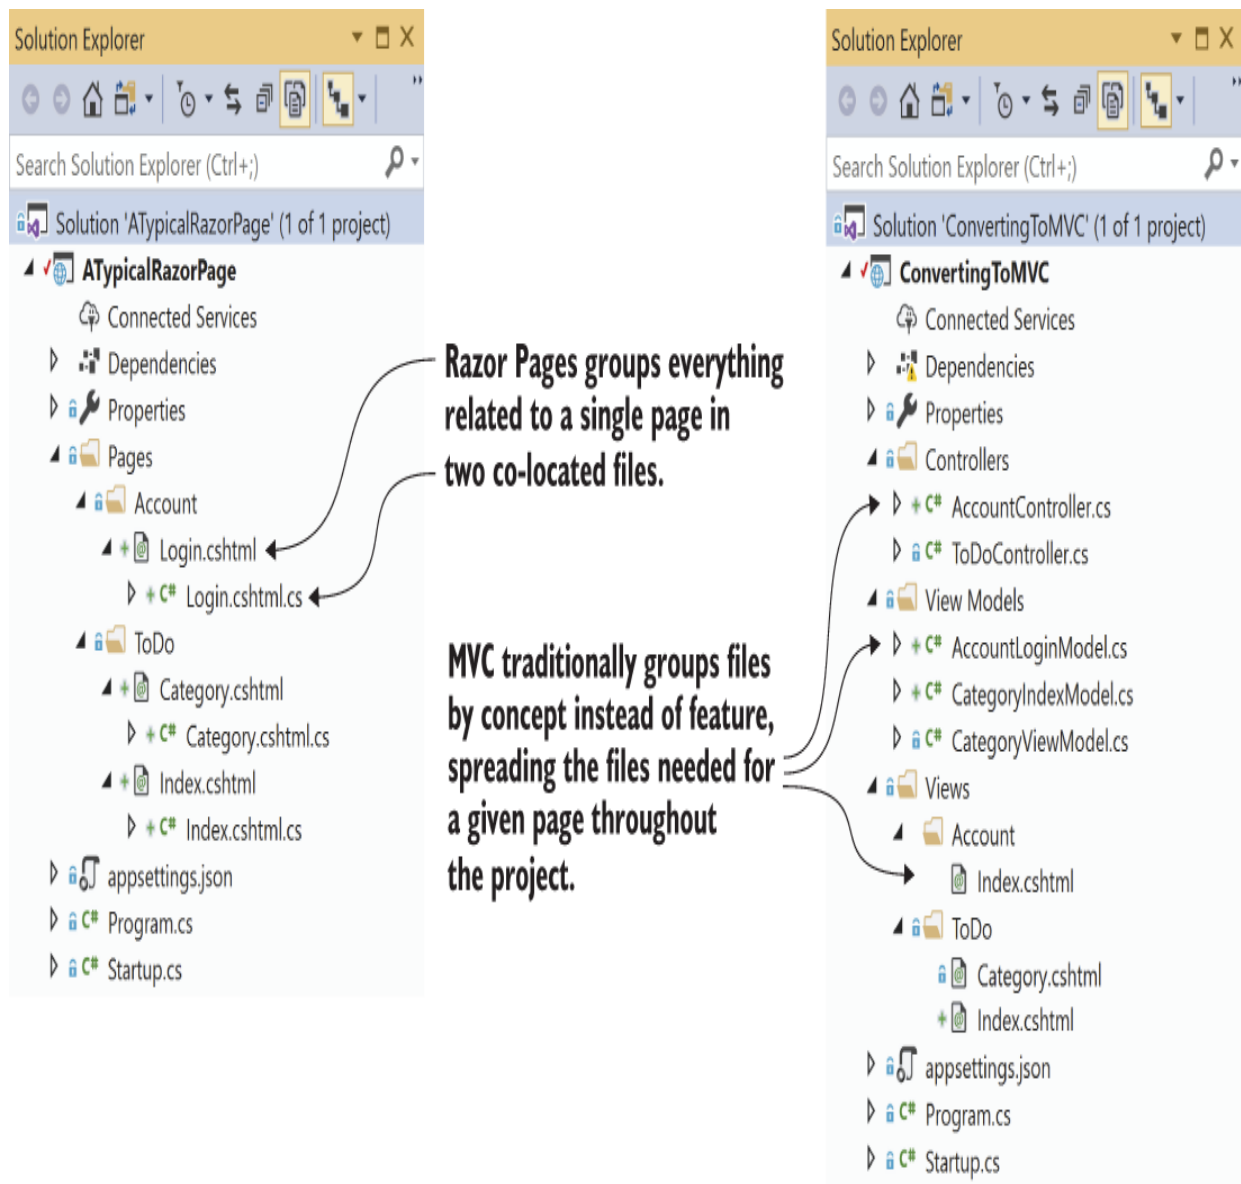 Solution Explorer
Search Solution Explorer (Ctrl+;)
Solution 'ATypicalRazorPage' (1 of 1 project)
ATypicalRazorPage
Connected Services
Dependencies
Properties
Pages
Account
Login.cshtml
C# Login.cshtml.cs
ToDo
Category.cshtml
C# Category.cshtml.cs
Index.cshtml
C# Index.cshtml.cs
appsettings.json
C# Program.cs
C# Startup.cs
Razor Pages groups everything
related to a single page in
two co-located files.
MVC traditionally groups files
by concept instead of feature,
spreading the files needed for
a given page throughout
the project.
Solution Explorer
Search Solution Explorer (Ctrl+;)
Solution 'ConvertingToMVC' (1 of 1 project)
ConvertingToMVC
Connected Services
Dependencies
Properties
Controllers
C# AccountController.cs
C# ToDoController.cs
View Models
C# AccountLoginModel.cs
C# CategoryIndexModel.cs
C# CategoryViewModel.cs
Views
Account
Index.cshtml
ToDo
Category.cshtml
Index.cshtml
appsettings.json
C# Program.cs
C# Startup.cs